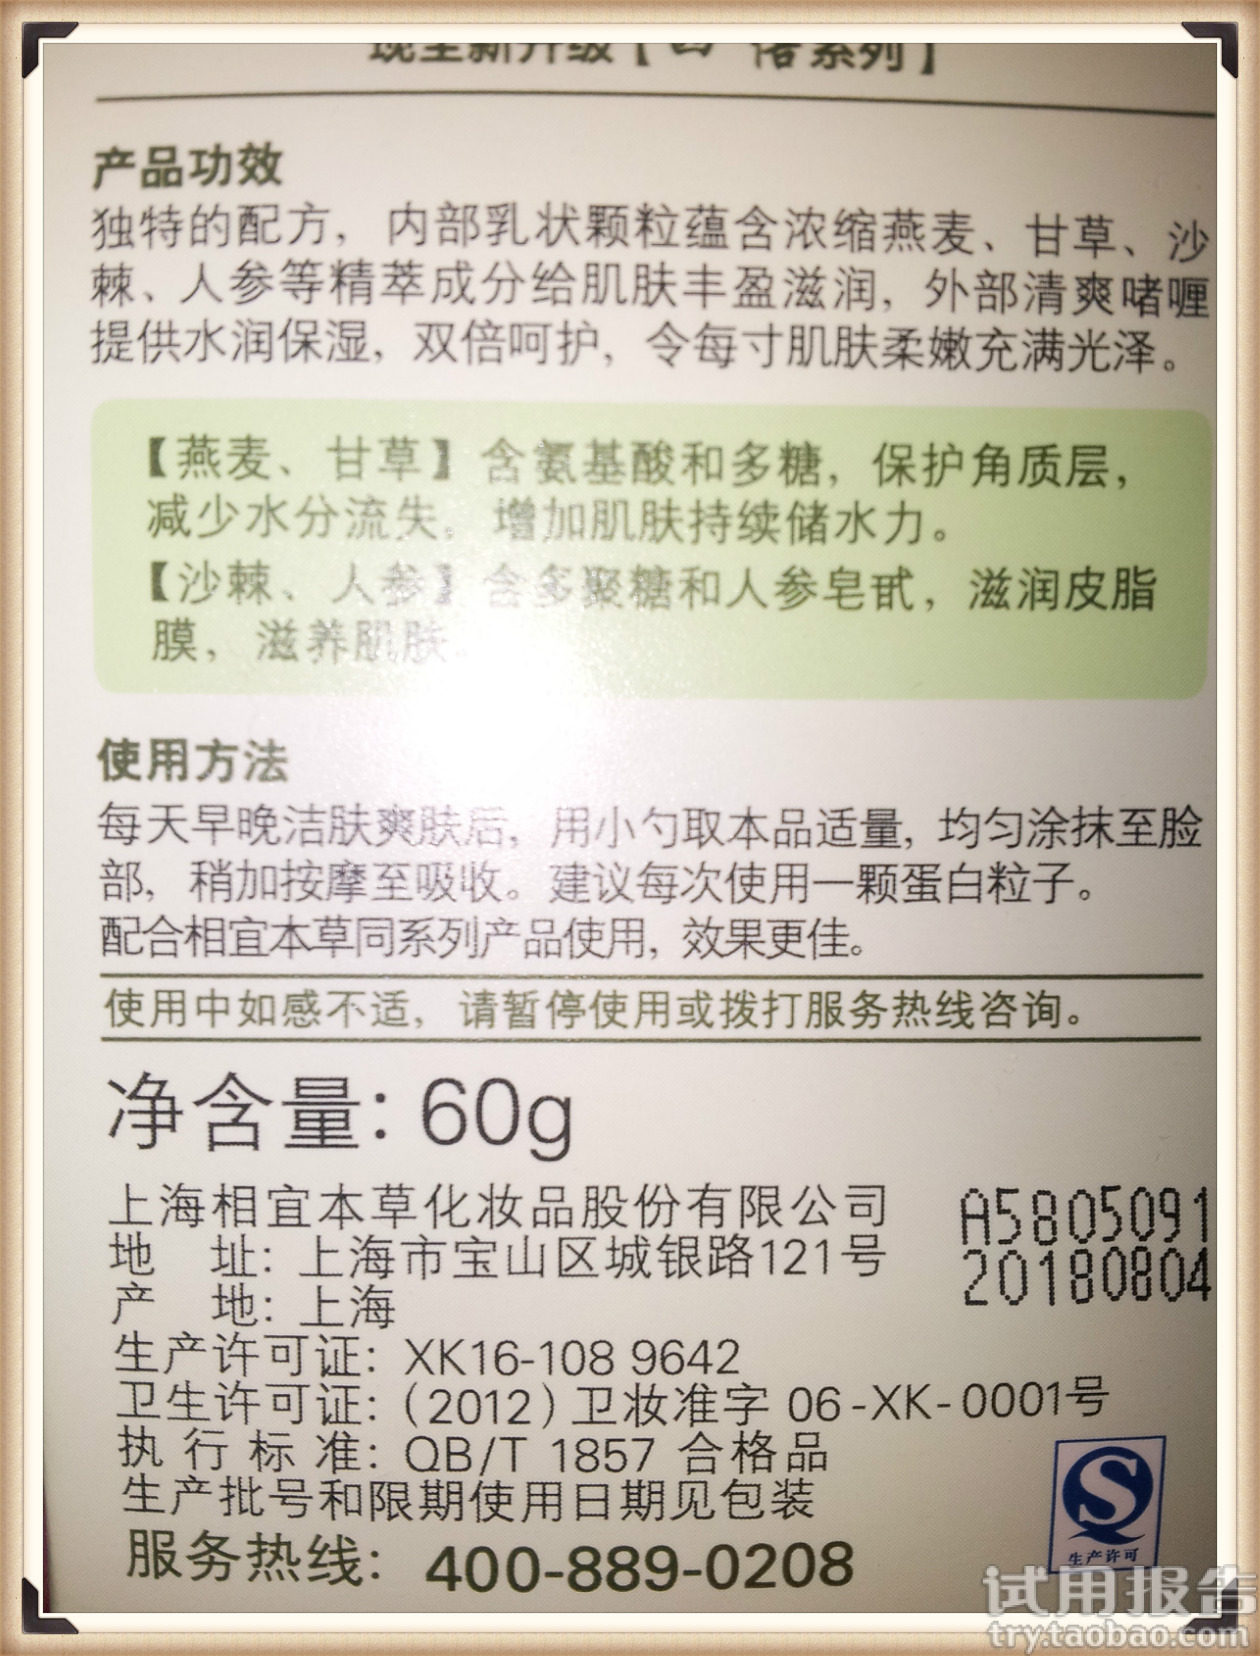 系列】
产品功效
独特的配方，内部乳状颗粒蕴含浓缩燕麦、甘草、沙
棘、人参等精萃成分给肌肤丰盈滋润，外部清爽啫喱
提供水润保湿，双倍呵护，令每寸肌肤柔嫩充满光泽。
【燕麦、甘草】含氨基酸和多糖，保护角质层，
减少水分流失，增加肌肤持续储水力。
【沙棘、人参】含多聚糖和人参皂甙，滋润皮脂
膜，滋养肌肤。
使用方法
每天早晚洁肤爽肤后，用小勺取本品适量，均匀涂抹至脸
部，稍加按摩至吸收。建议每次使用一颗蛋白粒子。
配合相宜本草同系列产品使用，效果更佳。
使用中如感不适，请暂停使用或拨打服务热线咨询。
净含量：60g
上海相宜本草化妆品股份有限公司
A5805091
地 址：上海市宝山区城银路121号
20180804
产 地：上海
生产许可证：XK16-108 9642
卫生许可证：(2012)卫妆准字 06-XK-0001号
执行标准：QB/T 1857 合格品
生产批号和限期使用日期见包装
生产许可
服务热线：400-889-0208
试用报告
try.taobao.com